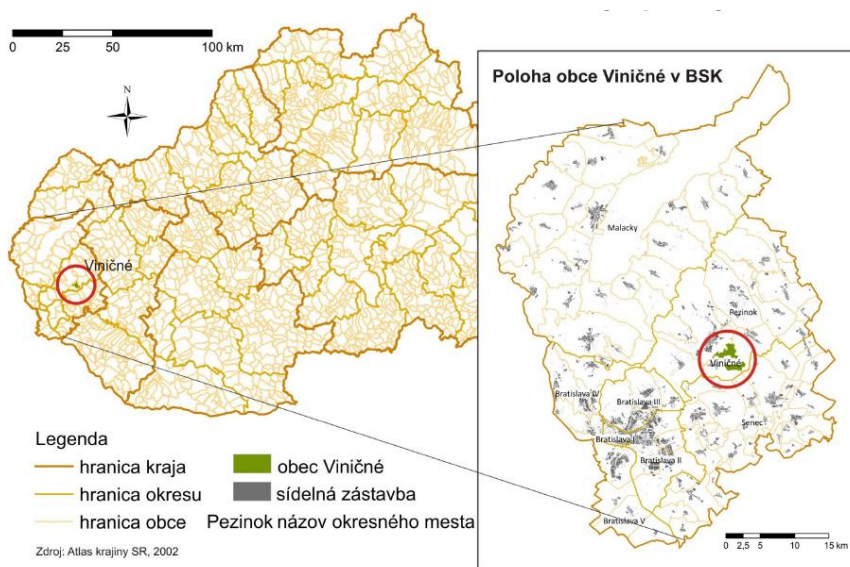 0 25 50 100 km
N
Viničné
Legenda
hranica kraja
hranica okresu
hranica obce
obec Viničné
sídelná zástavba
Pezinok názov okresného mesta
Zdroj: Atlas krajiny SR, 2002
Poloha obce Viničné v BSK
Malacky
Pezinok
Viničné
Bratislava IV
Bratislava III
Senec
Bratislava I
Bratislava II
Bratislava V
0 2,5 5 10 15 km